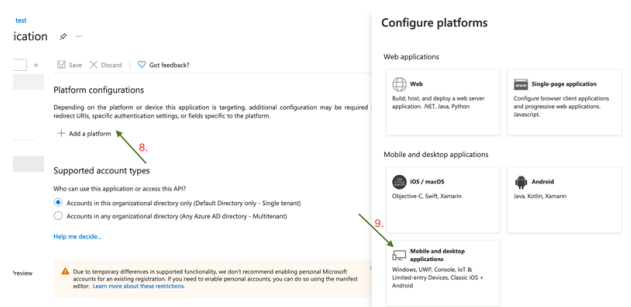 test
ication
Save Discard Got feedback?
Platform configurations
Depending on the platform or device this application is targeting, additional configuration may be required
redirect URIs, specific authentication settings, or fields specific to the platform.
+ Add a platform
8.
Supported account types
Who can use this application or access this API?
Accounts in this organizational directory only (Default Directory only - Single tenant)
Accounts in any organizational directory (Any Azure AD directory - Multitenant)
Help me decide...
Preview
Due to temporary differences in supported functionality, we don't recommend enabling personal Microsoft
accounts for an existing registration. If you need to enable personal accounts, you can do so using the manifest
editor. Learn more about these restrictions.
Configure platforms
Web applications
Web
Build, host, and deploy a web server
application. .NET, Java, Python
Single-page application
Configure browser client applications
and progressive web applications.
Javascript.
Mobile and desktop applications
iOS / macOS
Objective-C, Swift, Xamarin
Android
Java, Kotlin, Xamarin
9.
Mobile and desktop
applications
Windows, UWP, Console, IoT &
Limited-entry Devices, Classic iOS +
Android